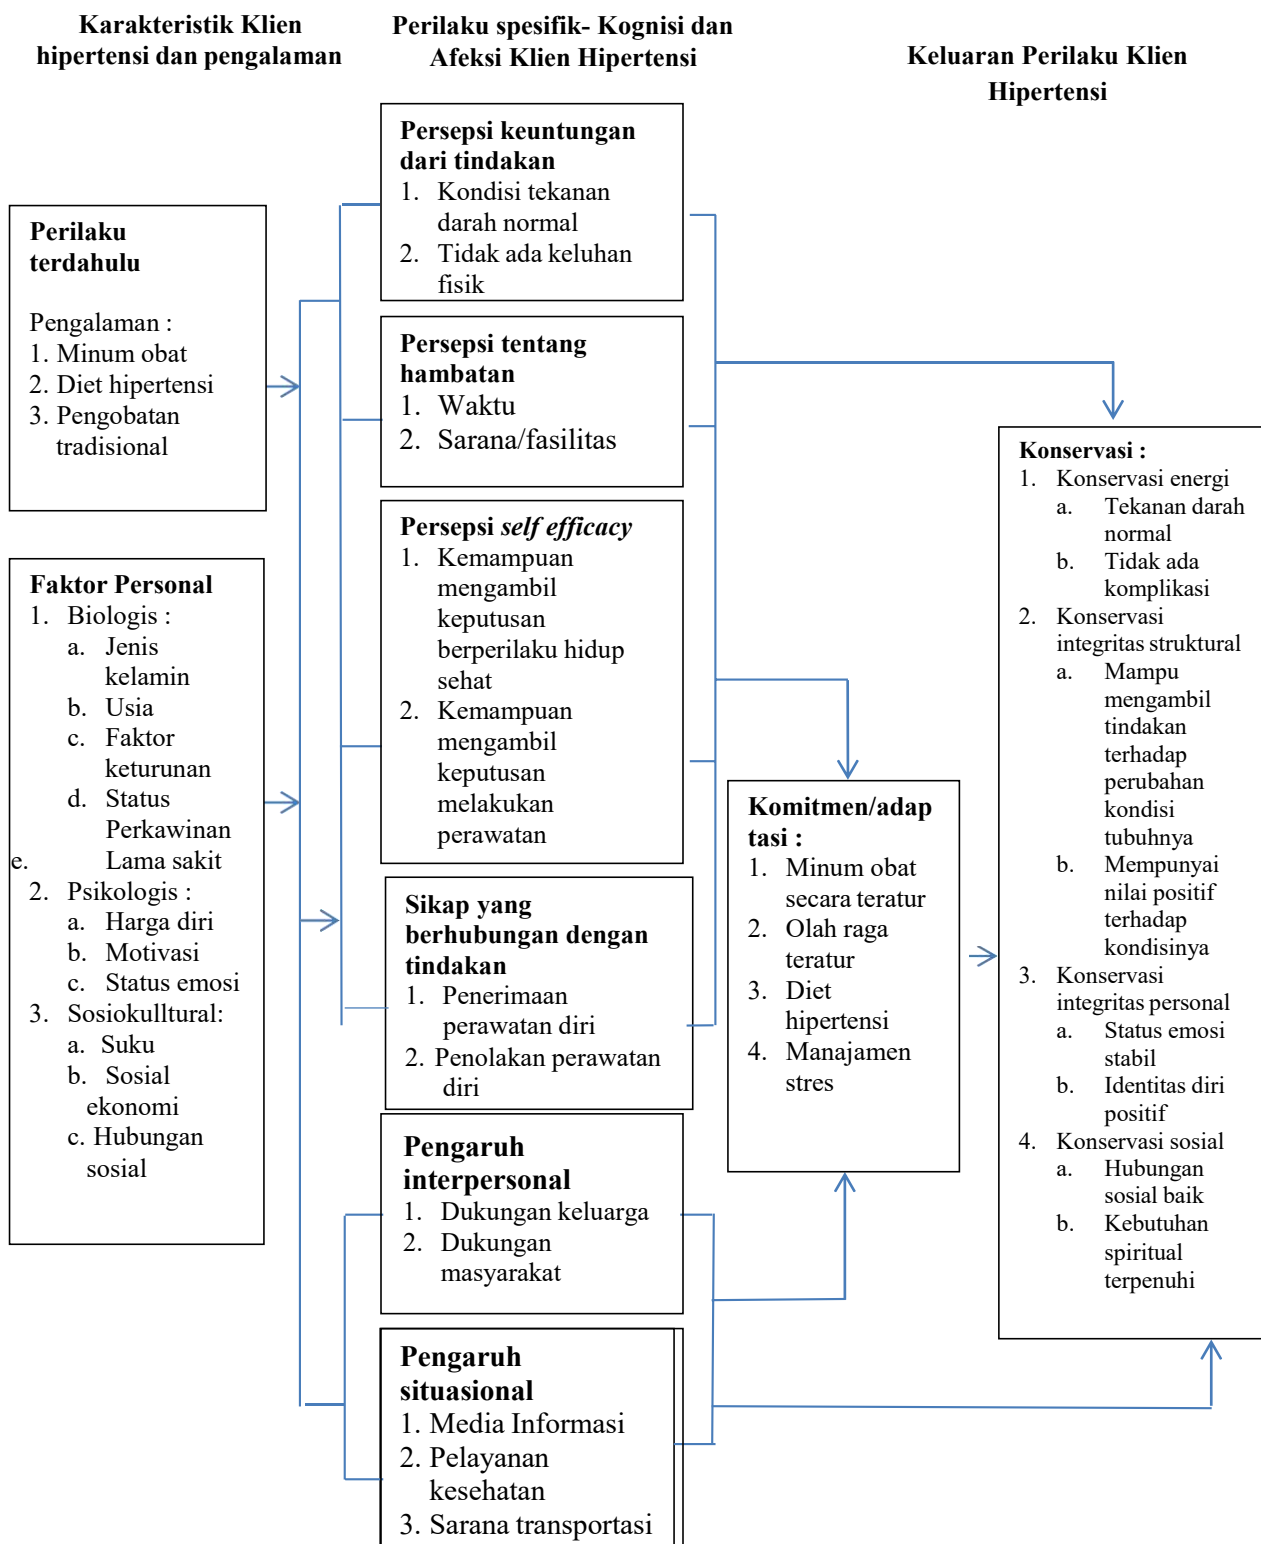 Karakteristik Klien
hipertensi dan pengalaman
Perilaku spesifik- Kognisi dan
Afeksi Klien Hipertensi
Keluaran Perilaku Klien
Hipertensi
Perilaku
terdahulu
Pengalaman :
1. Minum obat
2. Diet hipertensi
3. Pengobatan
tradisional
Faktor Personal
1. Biologis :
a. Jenis
kelamin
b. Usia
c. Faktor
keturunan
d. Status
Perkawinan
e. Lama sakit
2. Psikologis :
a. Harga diri
b. Motivasi
c. Status emosi
3. Sosiokulltural:
a. Suku
b. Sosial
ekonomi
c. Hubungan
sosial
Persepsi keuntungan
dari tindakan
1. Kondisi tekanan
darah normal
2. Tidak ada keluhan
fisik
Persepsi tentang
hambatan
1. Waktu
2. Sarana/fasilitas
Persepsi self efficacy
1. Kemampuan
mengambil
keputusan
berperilaku hidup
sehat
2. Kemampuan
mengambil
keputusan
melakukan
perawatan
Sikap yang
berhubungan dengan
tindakan
1. Penerimaan
perawatan diri
2. Penolakan perawatan
diri
Pengaruh
interpersonal
1. Dukungan keluarga
2. Dukungan
masyarakat
Pengaruh
situasional
1. Media Informasi
2. Pelayanan
kesehatan
3. Sarana transportasi
Komitmen/adap
tasi :
1. Minum obat
secara teratur
2. Olah raga
teratur
3. Diet
hipertensi
4. Manajamen
stres
Konservasi :
1. Konservasi energi
a. Tekanan darah
normal
b. Tidak ada
komplikasi
2. Konservasi
integritas struktural
a. Mampu
mengambil
tindakan
terhadap
perubahan
kondisi
tubuhnya
b. Mempunyai
nilai positif
terhadap
kondisinya
3. Konservasi
integritas personal
a. Status emosi
stabil
b. Identitas diri
positif
4. Konservasi sosial
a. Hubungan
sosial baik
b. Kebutuhan
spiritual
terpenuhi